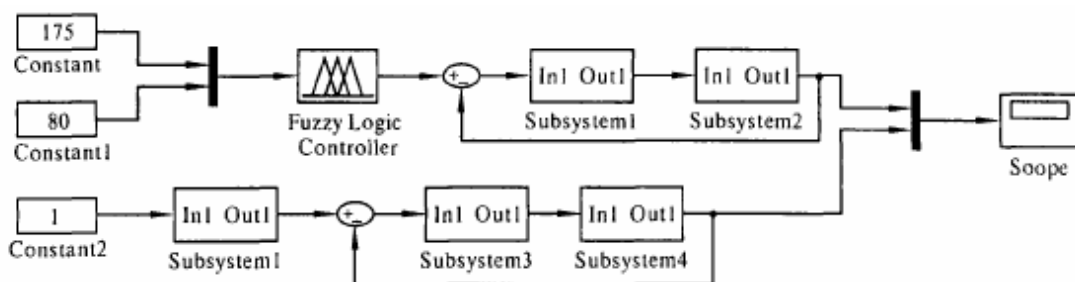 175
Constant
80
Constant1
Fuzzy Logic
Controller
+
−
In1 Out1
Subsystem1
In1 Out1
Subsystem2
Soope
1
Constant2
In1 Out1
Subsystem1
+
−
In1 Out1
Subsystem3
In1 Out1
Subsystem4